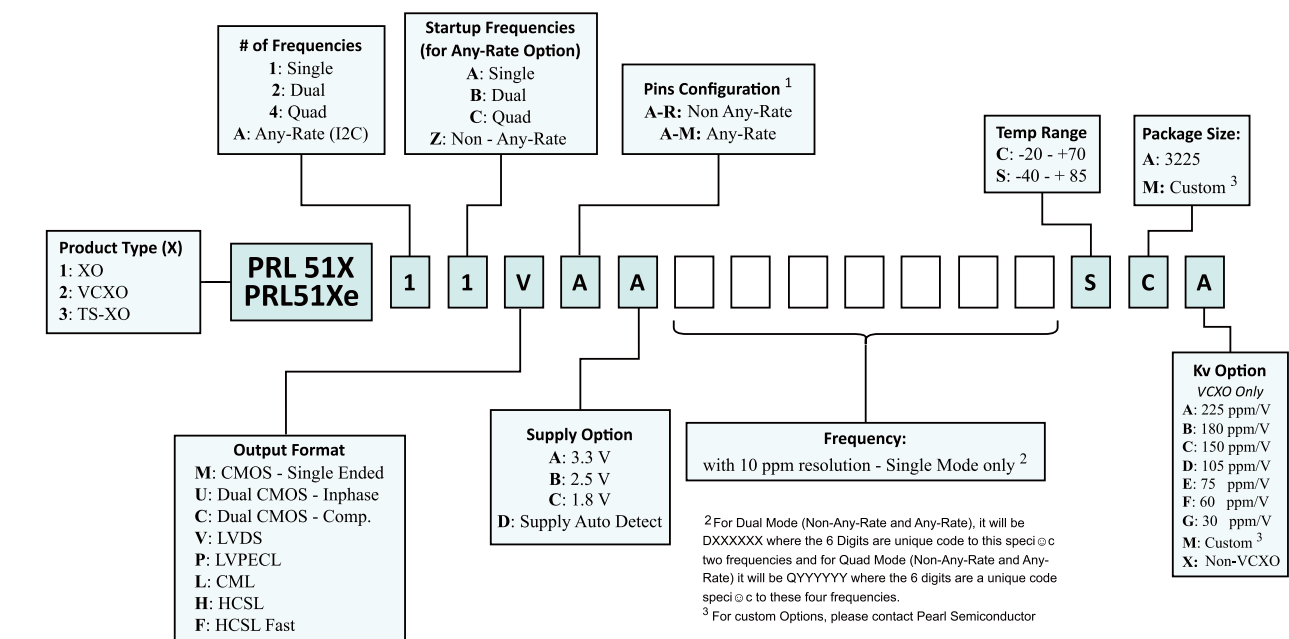 # of Frequencies
1: Single
2: Dual
4: Quad
A: Any-Rate (I2C)
Startup Frequencies
(for Any-Rate Option)
A: Single
B: Dual
C: Quad
Z: Non - Any-Rate
Pins Configuration 1
A-R: Non Any-Rate
A-M: Any-Rate
Temp Range
C: -20 - +70
S: -40 - + 85
Package Size:
A: 3225
M: Custom 3
Product Type (X)
1: XO
2: VCXO
3: TS-XO
PRL 51X
PRL51Xe
1 1 V A A S C A
Output Format
M: CMOS - Single Ended
U: Dual CMOS - Inphase
C: Dual CMOS - Comp.
V: LVDS
P: LVPECL
L: CML
H: HCSL
F: HCSL Fast
Supply Option
A: 3.3 V
B: 2.5 V
C: 1.8 V
D: Supply Auto Detect
Frequency:
with 10 ppm resolution - Single Mode only 2
2 For Dual Mode (Non-Any-Rate and Any-Rate), it will be
DXXXXXX where the 6 Digits are unique code to this speci☺c
two frequencies and for Quad Mode (Non-Any-Rate and Any-
Rate) it will be QYYYYYY where the 6 digits are a unique code
speci☺c to these four frequencies.
3 For custom Options, please contact Pearl Semiconductor
Kv Option
VCXO Only
A: 225 ppm/V
B: 180 ppm/V
C: 150 ppm/V
D: 105 ppm/V
E: 75 ppm/V
F: 60 ppm/V
G: 30 ppm/V
M: Custom 3
X: Non-VCXO